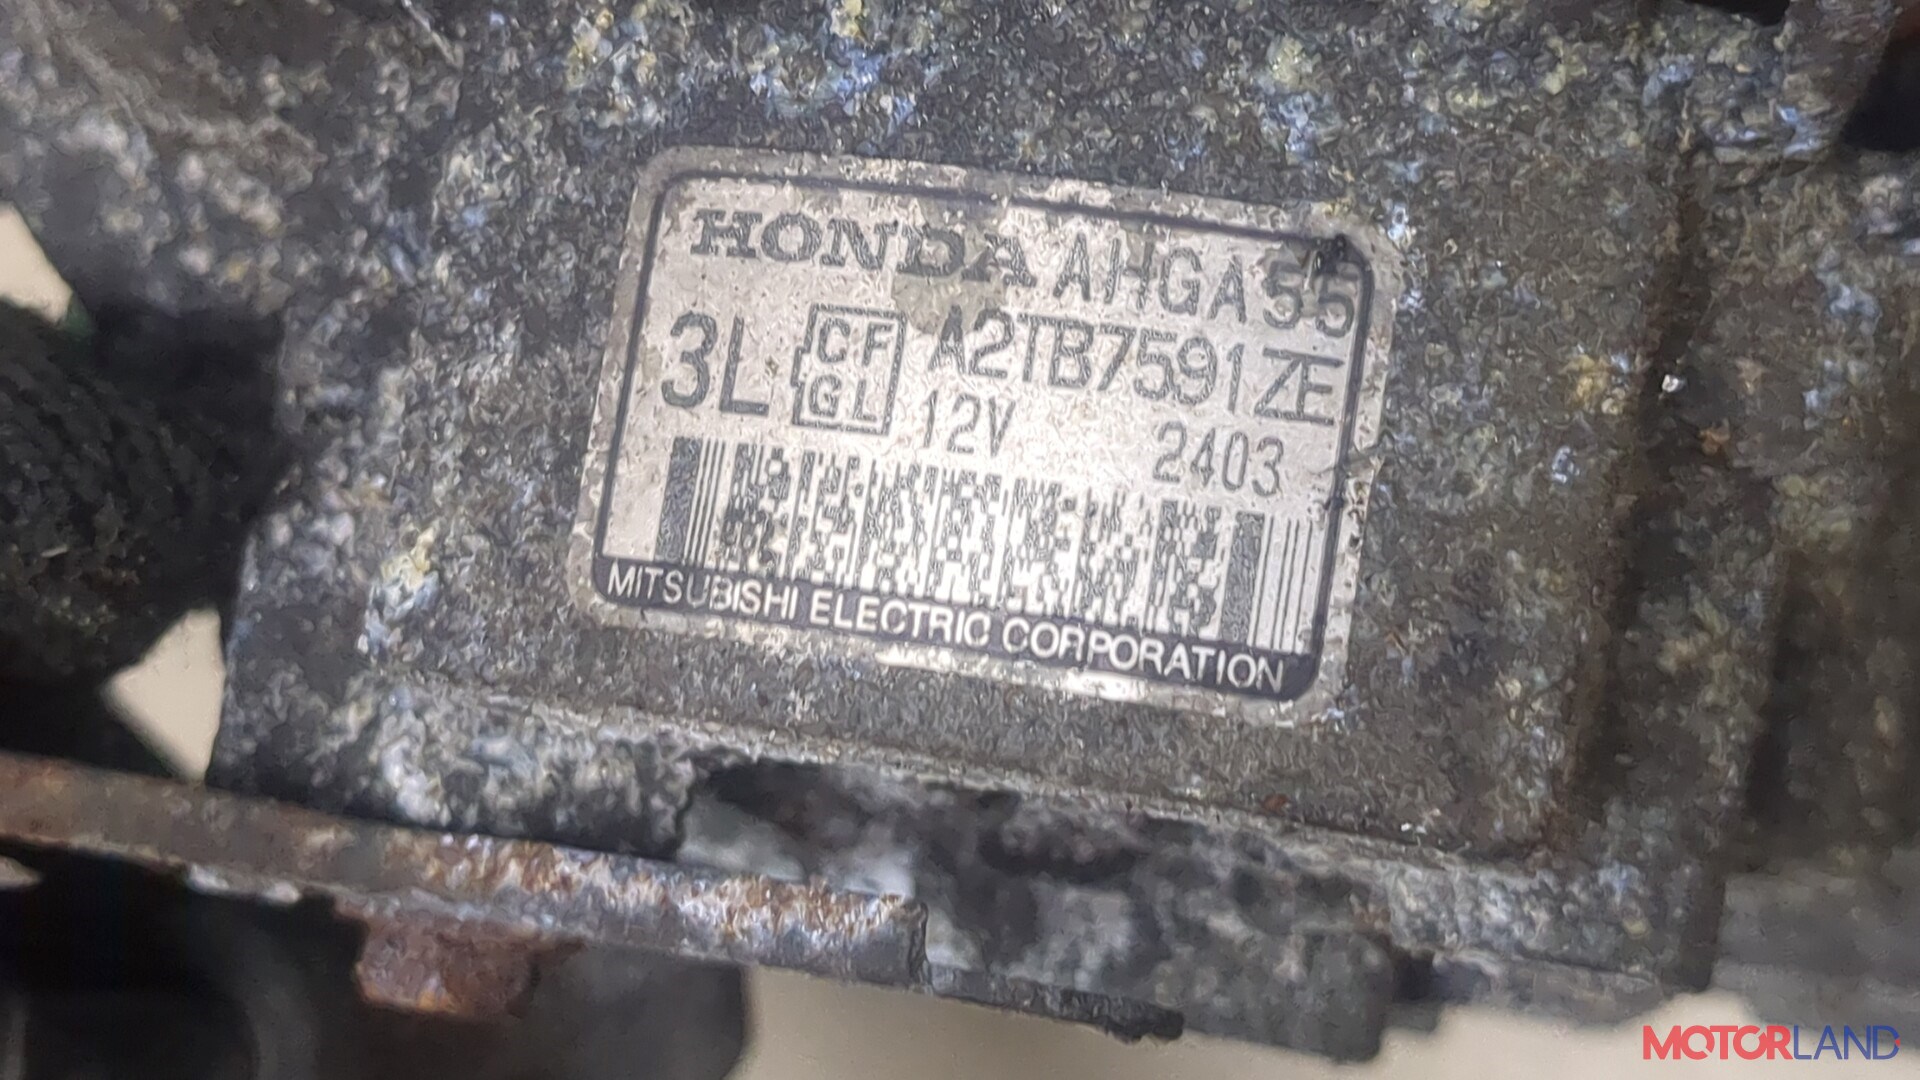 HONDA AHGA55
3L CF GL A2TB7591ZE
12V 2403
MITSUBISHI ELECTRIC CORPORATION
MOTORLAND